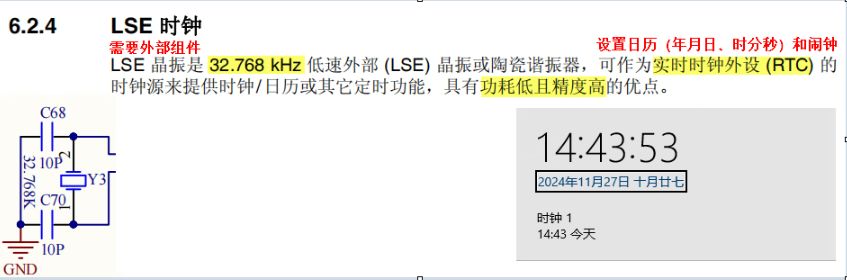 6.2.4 LSE 时钟
需要外部组件
设置日历（年月日、时分秒）和闹钟
LSE 晶振是 32.768 kHz 低速外部 (LSE) 晶振或陶瓷谐振器，可作为实时时钟外设 (RTC) 的
时钟源来提供时钟/日历或其它定时功能，具有功耗低且精度高的优点。
C68
10P
32.768K
2
Y3
1
C70
10P
GND
14:43:53
2024年11月27日 十月廿七
时钟 1
14:43 今天